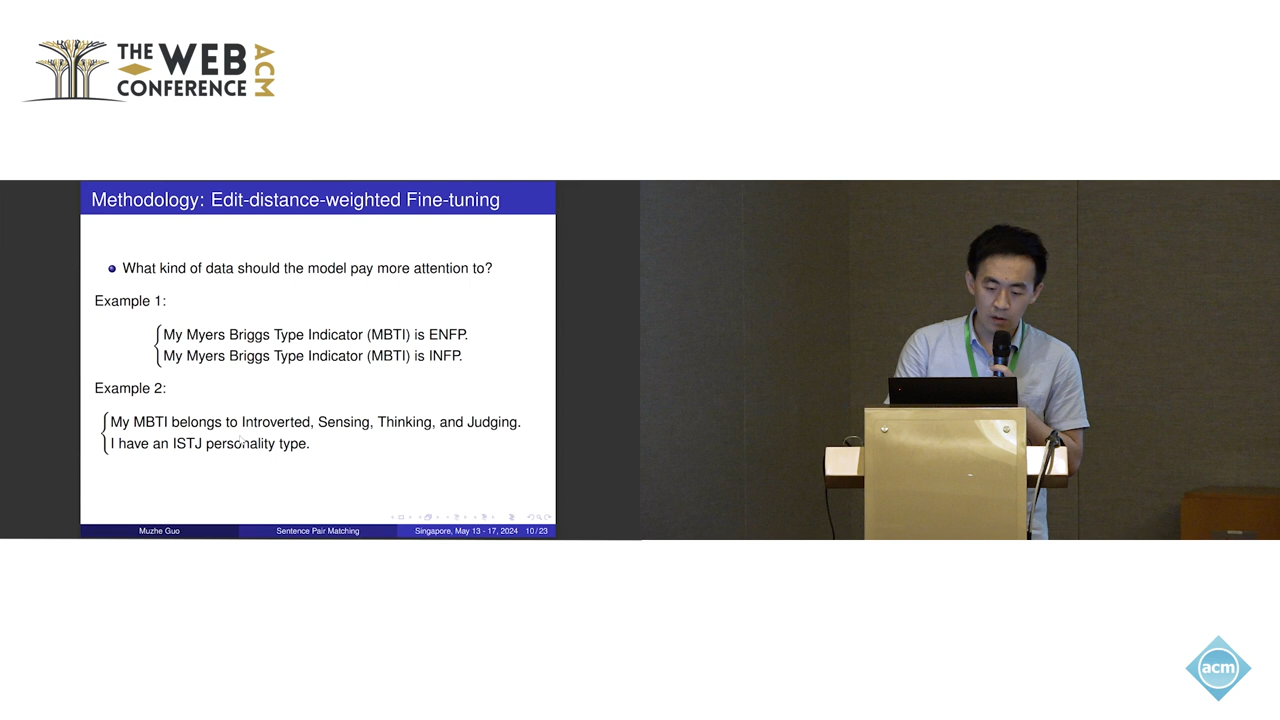 THE WEB CONFERENCE ACM
Methodology: Edit-distance-weighted Fine-tuning
What kind of data should the model pay more attention to?
Example 1:
My Myers Briggs Type Indicator (MBTI) is ENFP.
My Myers Briggs Type Indicator (MBTI) is INFP.
Example 2:
My MBTI belongs to Introverted, Sensing, Thinking, and Judging.
I have an ISTJ personality type.
Muzhe Guo Sentence Pair Matching Singapore, May 13 - 17, 2024 10 / 23
acm